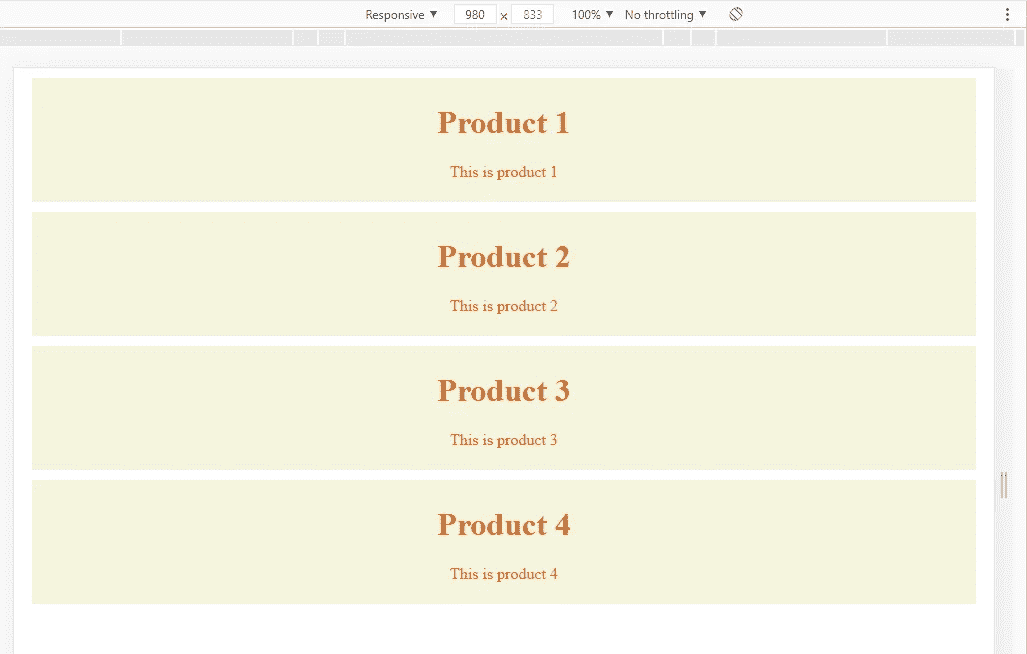 Responsive ▼ 980 x 833 100% ▼ No throttling ▼
Product 1
This is product 1
Product 2
This is product 2
Product 3
This is product 3
Product 4
This is product 4